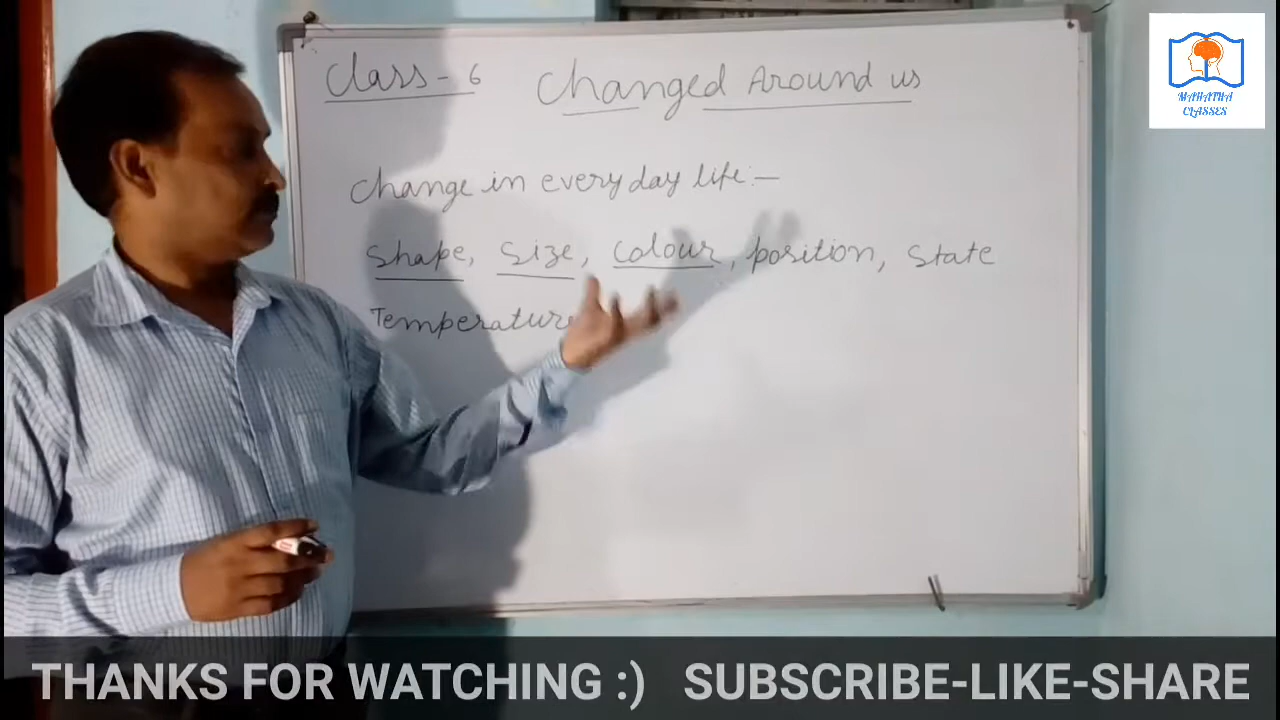 Class - 6 Changed Around us
MAHATHA
CLASSES
Change in every day life :—
Shape, Size, Colour, position, State
Temperature
THANKS FOR WATCHING :) SUBSCRIBE-LIKE-SHARE